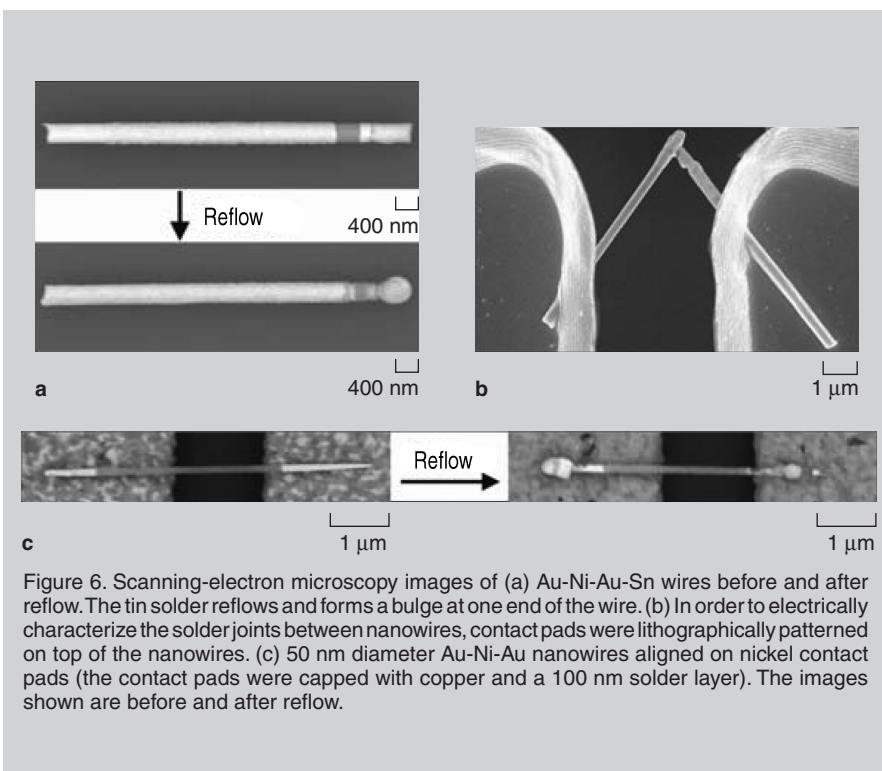 Reflow
400 nm
400 nm
a
b
1 μm
Reflow
c
1 μm
1 μm
Figure 6. Scanning-electron microscopy images of (a) Au-Ni-Au-Sn wires before and after
reflow. The tin solder reflows and forms a bulge at one end of the wire. (b) In order to electrically
characterize the solder joints between nanowires, contact pads were lithographically patterned
on top of the nanowires. (c) 50 nm diameter Au-Ni-Au nanowires aligned on nickel contact
pads (the contact pads were capped with copper and a 100 nm solder layer). The images
shown are before and after reflow.